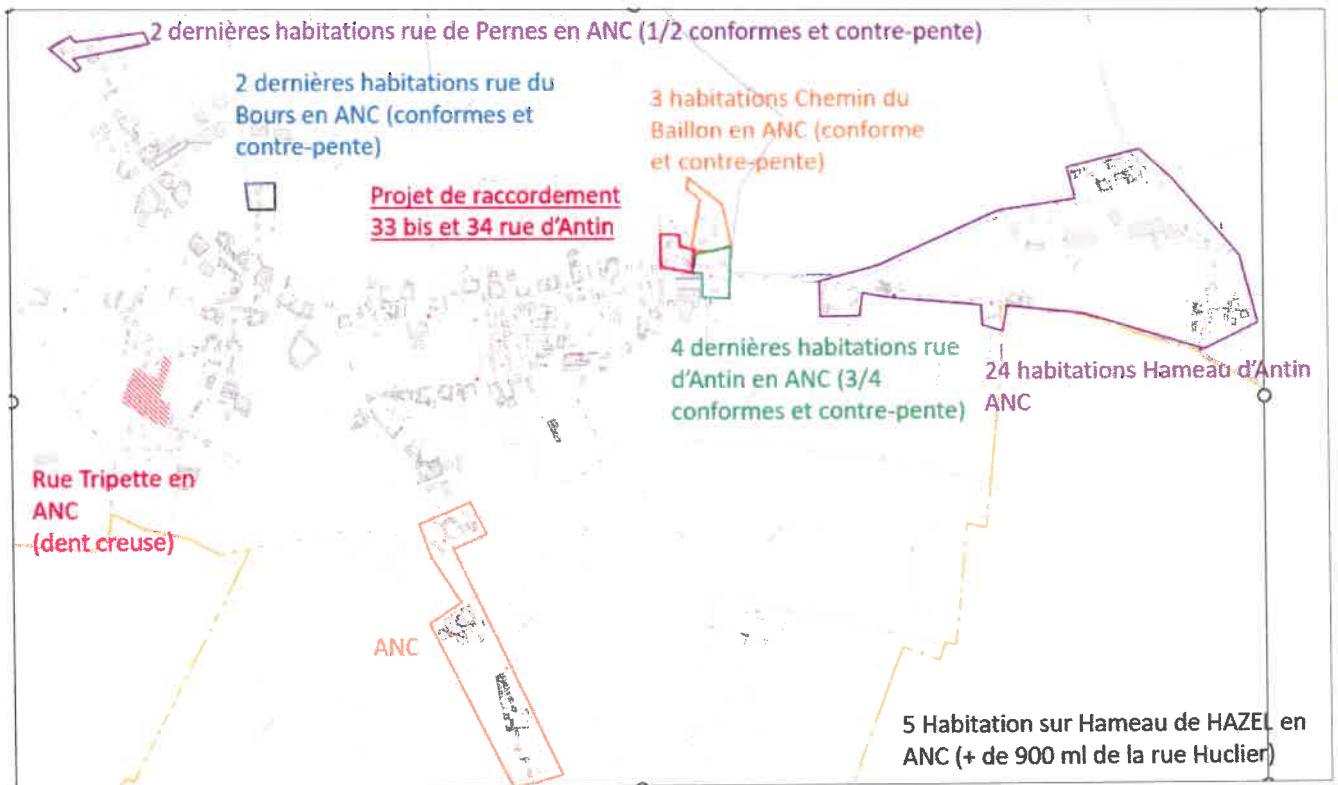 2 dernières habitations rue de Pernes en ANC (1/2 conformes et contre-pente)
2 dernières habitations rue du
Bours en ANC (conformes et
contre-pente)
3 habitations Chemin du
Baillon en ANC (conforme
et contre-pente)
Projet de raccordement
33 bis et 34 rue d'Antin
4 dernières habitations rue
d'Antin en ANC (3/4
conformes et contre-pente)
24 habitations Hameau d'Antin
ANC
Rue Tripette en
ANC
(dent creuse)
ANC
5 Habitation sur Hameau de HAZEL en
ANC (+ de 900 ml de la rue Huclier)